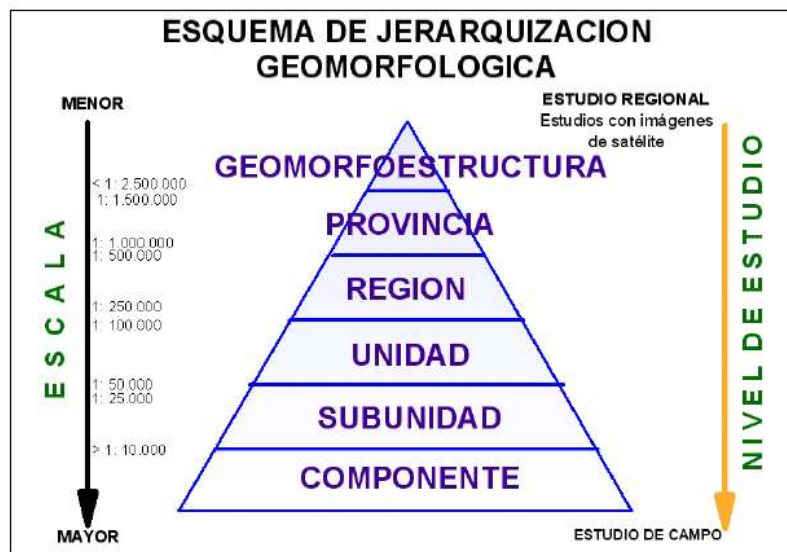 ESQUEMA DE JERARQUIZACION
GEOMORFOLOGICA
MENOR
ESTUDIO REGIONAL
Estudios con imágenes
de satélite
GEOMORFOESTRUCTURA
< 1: 2.500.000
1: 1.500.000
PROVINCIA
1: 1.000.000
1: 500.000
REGION
1: 250.000
1: 100.000
UNIDAD
1: 50.000
1: 25.000
SUBUNIDAD
> 1: 10.000
COMPONENTE
MAYOR
ESTUDIO DE CAMPO
ESCALA
NIVEL DE ESTUDIO